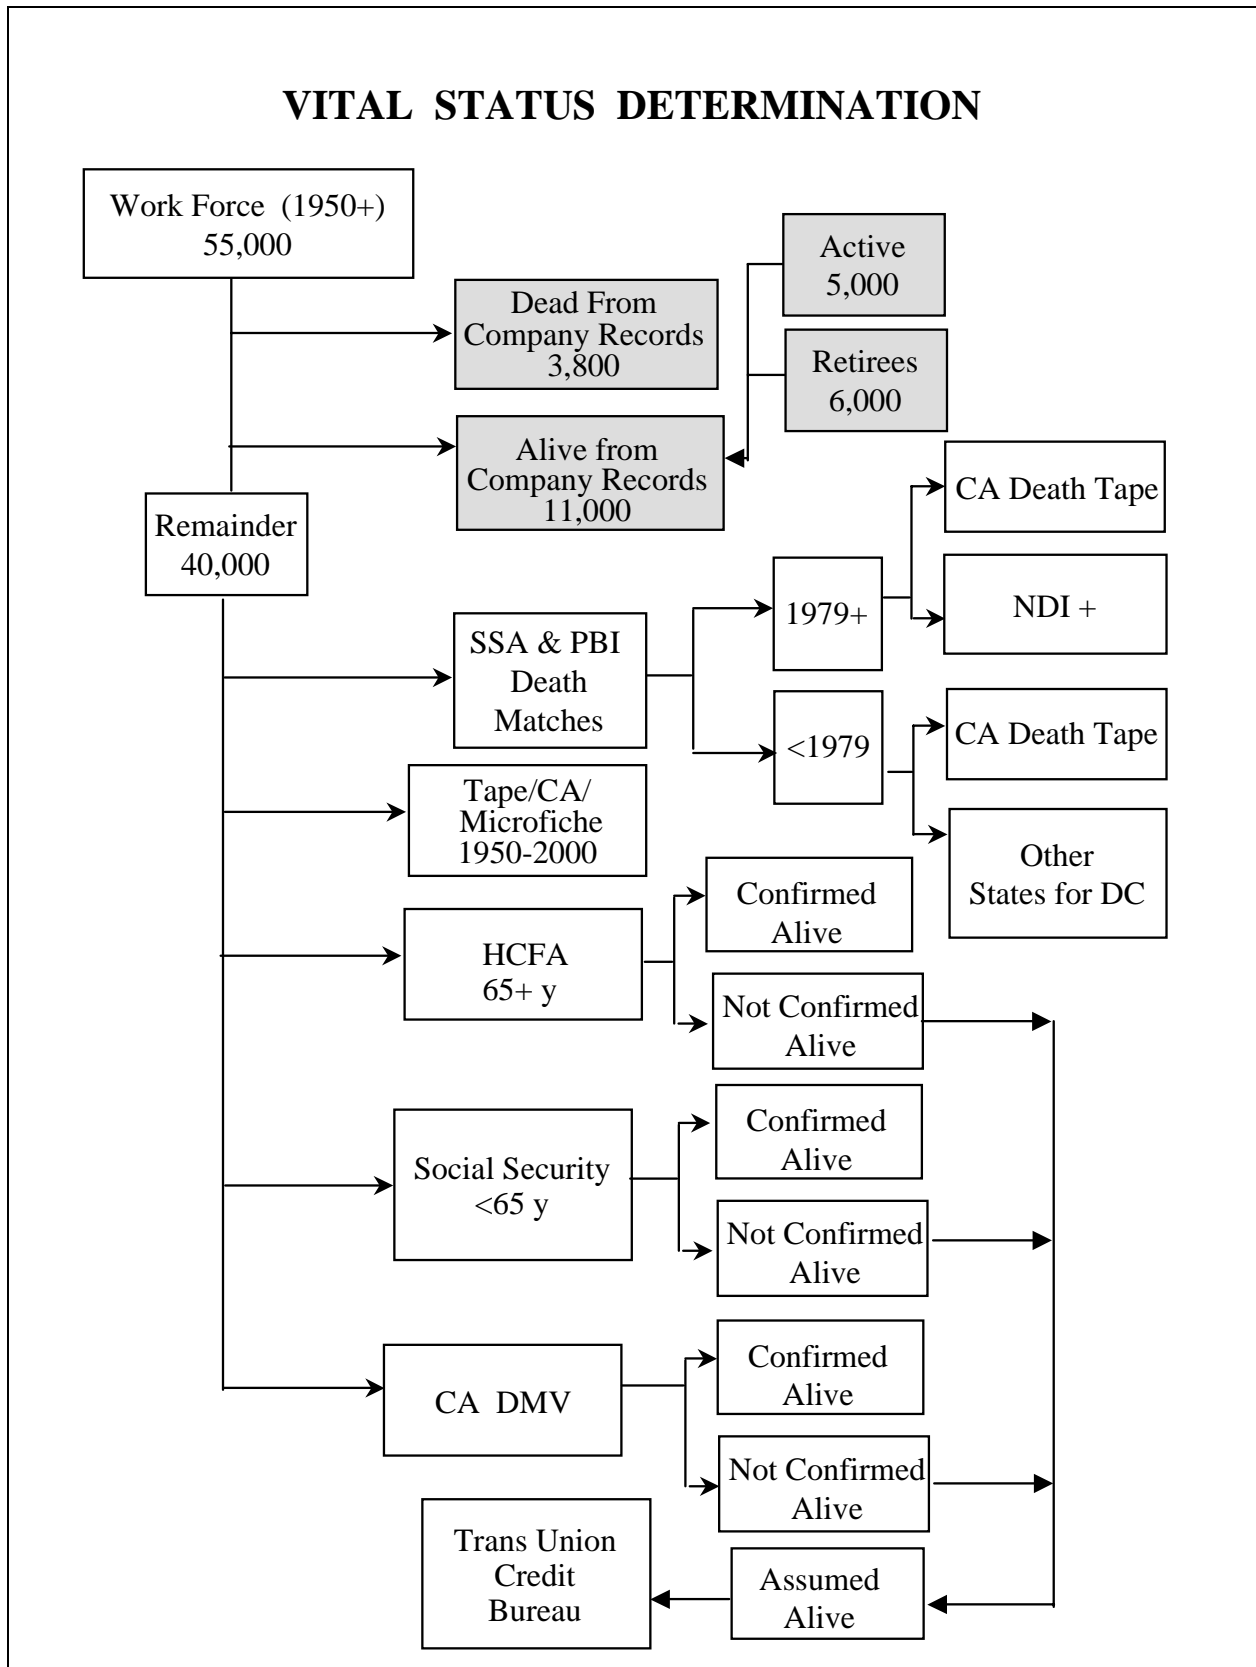 VITAL STATUS DETERMINATION
Work Force (1950+)
55,000
Active
5,000
Dead From
Company Records
3,800
Retirees
6,000
Alive from
Company Records
11,000
Remainder
40,000
CA Death Tape
1979+
NDI +
SSA & PBI
Death
Matches
<1979
CA Death Tape
Other
States for DC
Tape/CA/
Microfiche
1950-2000
HCFA
65+ y
Confirmed
Alive
Not Confirmed
Alive
Social Security
<65 y
Confirmed
Alive
Not Confirmed
Alive
CA DMV
Confirmed
Alive
Not Confirmed
Alive
Trans Union
Credit
Bureau
Assumed
Alive